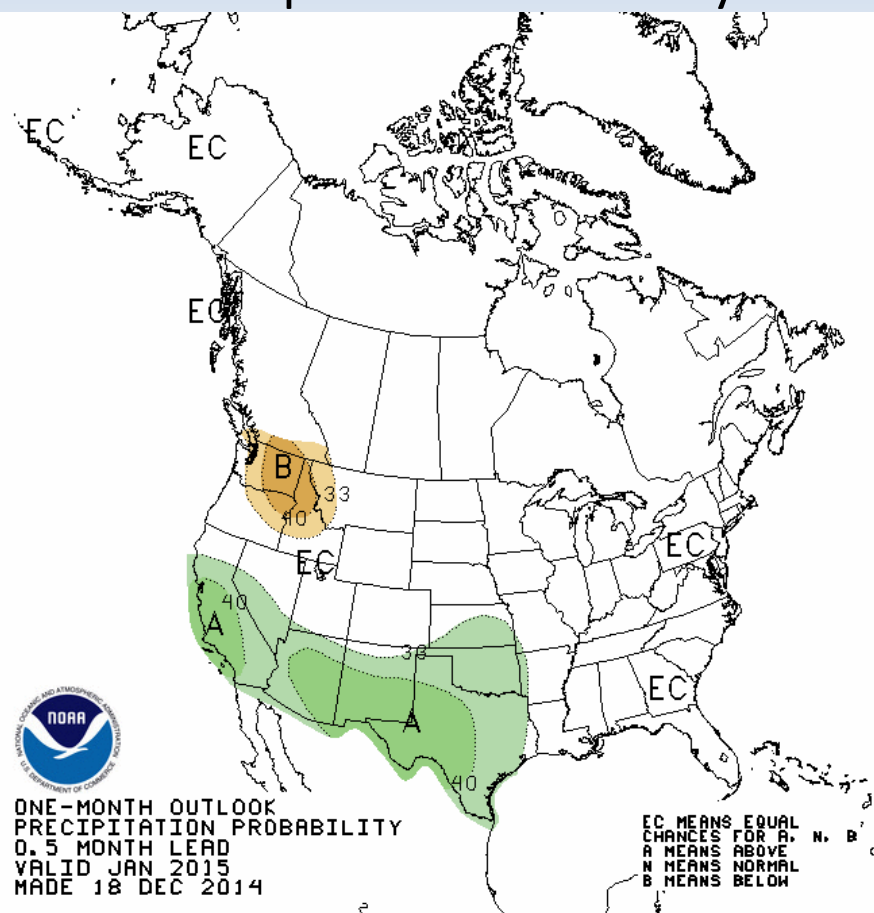 EC
EC
EC
B
33
40
EC
EC
40
A
33
A
EC
40
NATIONAL OCEANIC AND ATMOSPHERIC ADMINISTRATION
NOAA
U.S. DEPARTMENT OF COMMERCE
ONE-MONTH OUTLOOK
PRECIPITATION PROBABILITY
0.5 MONTH LEAD
VALID JAN 2015
MADE 18 DEC 2014
EC MEANS EQUAL
CHANCES FOR A, N, B
A MEANS ABOVE
N MEANS NORMAL
B MEANS BELOW